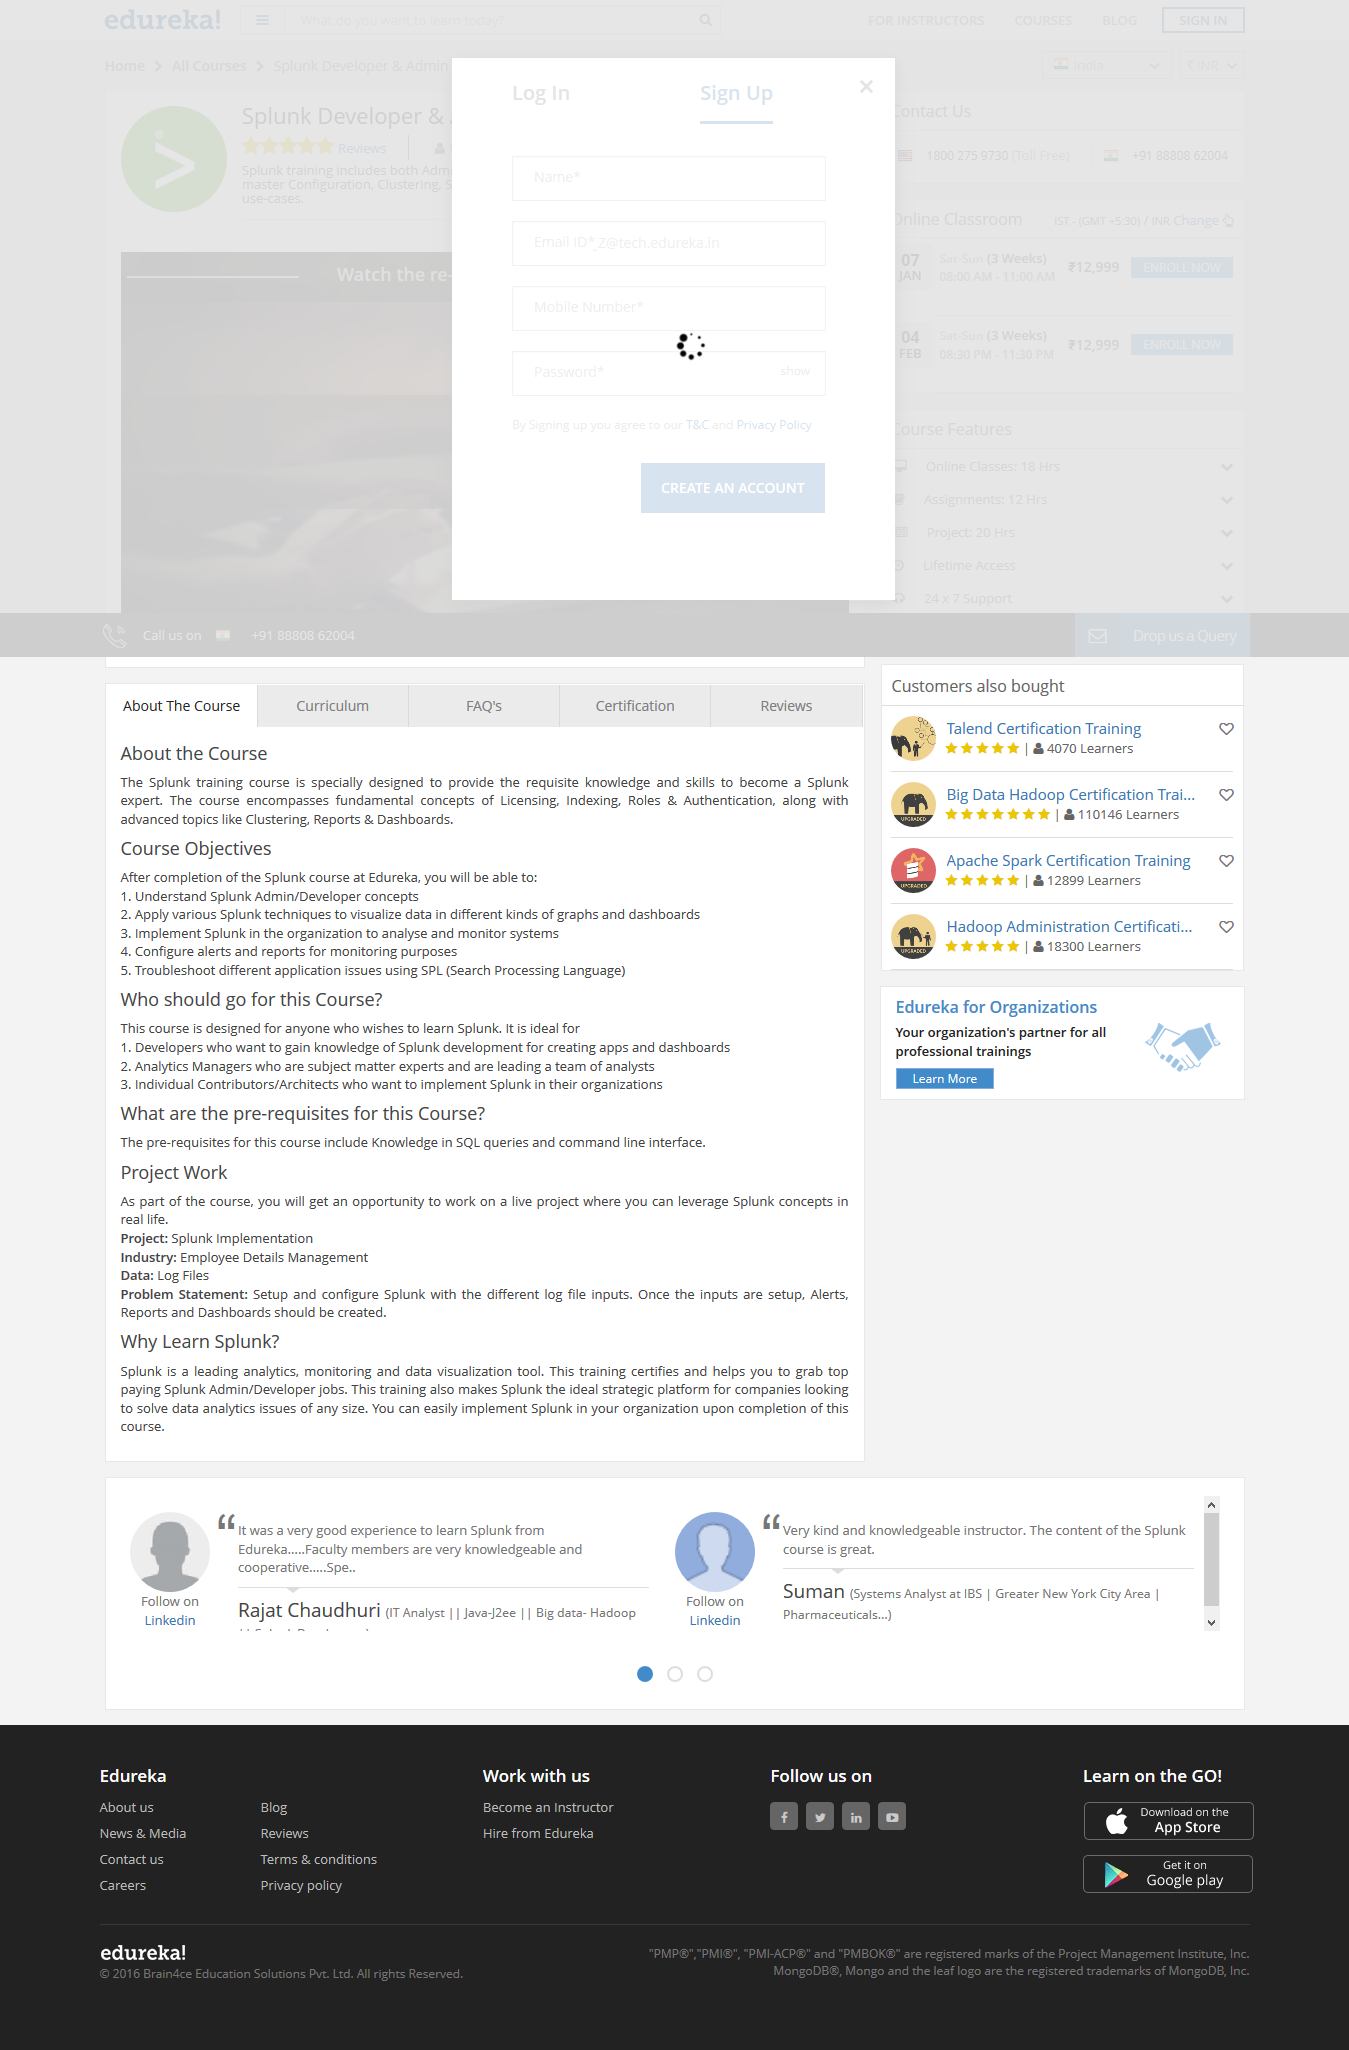 edureka!
What do you want to learn today?
FOR INSTRUCTORS
COURSES
BLOG
SIGN IN
Home
All Courses
Splunk Developer & Admin
India
₹ INR
Splunk Developer &
Reviews
Splunk training includes both Adm
master Configuration, Clustering, S
use-cases.
Watch the re-
Log In
Sign Up
Name*
Email ID*
2@tech.edureka.in
Mobile Number*
Password*
show
By Signing up you agree to our T&C and Privacy Policy
CREATE AN ACCOUNT
Contact Us
1800 275 9730 (Toll Free)
+91 88808 62004
Online Classroom
IST - (GMT +5:30) / INR Change
07
JAN
Sat-Sun (3 Weeks)
08:00 AM - 11:00 AM
₹12,999
ENROLL NOW
04
FEB
Sat-Sun (3 Weeks)
08:30 PM - 11:30 PM
₹12,999
ENROLL NOW
Course Features
Online Classes: 18 Hrs
Assignments: 12 Hrs
Project: 20 Hrs
Lifetime Access
24 x 7 Support
Call us on
+91 88808 62004
Drop us a Query
About The Course
Curriculum
FAQ's
Certification
Reviews
About the Course
The Splunk training course is specially designed to provide the requisite knowledge and skills to become a Splunk
expert. The course encompasses fundamental concepts of Licensing, Indexing, Roles & Authentication, along with
advanced topics like Clustering, Reports & Dashboards.
Course Objectives
After completion of the Splunk course at Edureka, you will be able to:
1. Understand Splunk Admin/Developer concepts
2. Apply various Splunk techniques to visualize data in different kinds of graphs and dashboards
3. Implement Splunk in the organization to analyse and monitor systems
4. Configure alerts and reports for monitoring purposes
5. Troubleshoot different application issues using SPL (Search Processing Language)
Who should go for this Course?
This course is designed for anyone who wishes to learn Splunk. It is ideal for
1. Developers who want to gain knowledge of Splunk development for creating apps and dashboards
2. Analytics Managers who are subject matter experts and are leading a team of analysts
3. Individual Contributors/Architects who want to implement Splunk in their organizations
What are the pre-requisites for this Course?
The pre-requisites for this course include Knowledge in SQL queries and command line interface.
Project Work
As part of the course, you will get an opportunity to work on a live project where you can leverage Splunk concepts in
real life.
Project: Splunk Implementation
Industry: Employee Details Management
Data: Log Files
Problem Statement: Setup and configure Splunk with the different log file inputs. Once the inputs are setup, Alerts,
Reports and Dashboards should be created.
Why Learn Splunk?
Splunk is a leading analytics, monitoring and data visualization tool. This training certifies and helps you to grab top
paying Splunk Admin/Developer jobs. This training also makes Splunk the ideal strategic platform for companies looking
to solve data analytics issues of any size. You can easily implement Splunk in your organization upon completion of this
course.
Customers also bought
Talend Certification Training
| 4070 Learners
Big Data Hadoop Certification Trai...
UPGRADED
| 110146 Learners
Apache Spark Certification Training
UPGRADED
| 12899 Learners
Hadoop Administration Certificati...
UPGRADED
| 18300 Learners
Edureka for Organizations
Your organization's partner for all
professional trainings
Learn More
“ It was a very good experience to learn Splunk from
Edureka.....Faculty members are very knowledgeable and
cooperative.....Spe..
Follow on
Linkedin
Rajat Chaudhuri (IT Analyst || Java-J2ee || Big data- Hadoop
“ Very kind and knowledgeable instructor. The content of the Splunk
course is great.
Follow on
Linkedin
Suman (Systems Analyst at IBS | Greater New York City Area |
Pharmaceuticals...)
Edureka
About us
News & Media
Contact us
Careers
Blog
Reviews
Terms & conditions
Privacy policy
Work with us
Become an Instructor
Hire from Edureka
Follow us on
Learn on the GO!
Download on the
App Store
Get it on
Google play
edureka!
© 2016 Brain4ce Education Solutions Pvt. Ltd. All rights Reserved.
"PMP®","PMI®", "PMI-ACP®" and "PMBOK®" are registered marks of the Project Management Institute, Inc.
MongoDB®, Mongo and the leaf logo are the registered trademarks of MongoDB, Inc.